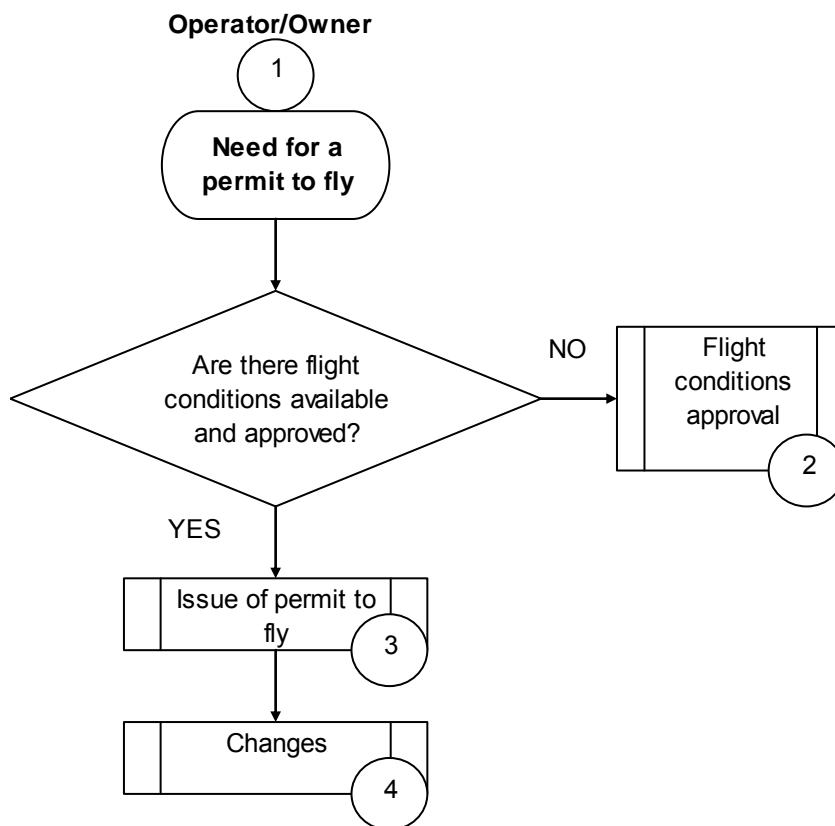 Operator/Owner
1
Need for a
permit to fly
Are there flight
conditions available
and approved?
NO
Flight
conditions
approval
2
YES
Issue of permit to
fly
3
Changes
4